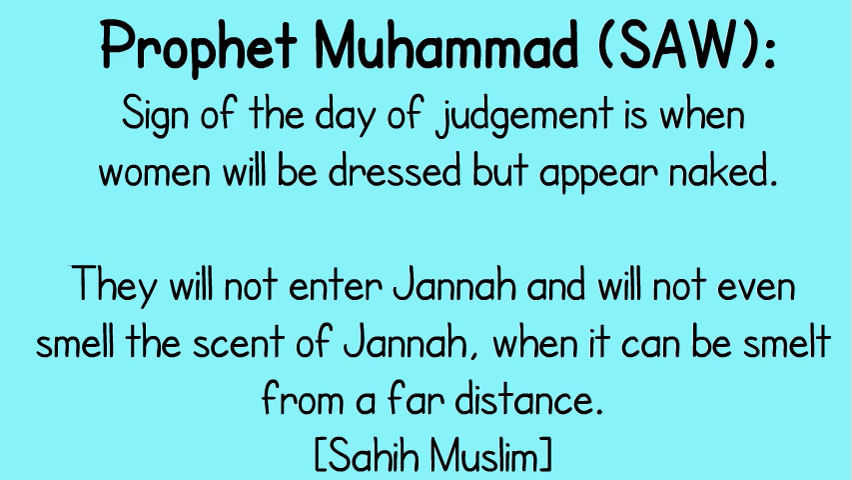 Prophet Muhammad (SAW):
Sign of the day of judgement is when
women will be dressed but appear naked.
They will not enter Jannah and will not even
smell the scent of Jannah, when it can be smelt
from a far distance.
[Sahih Muslim]